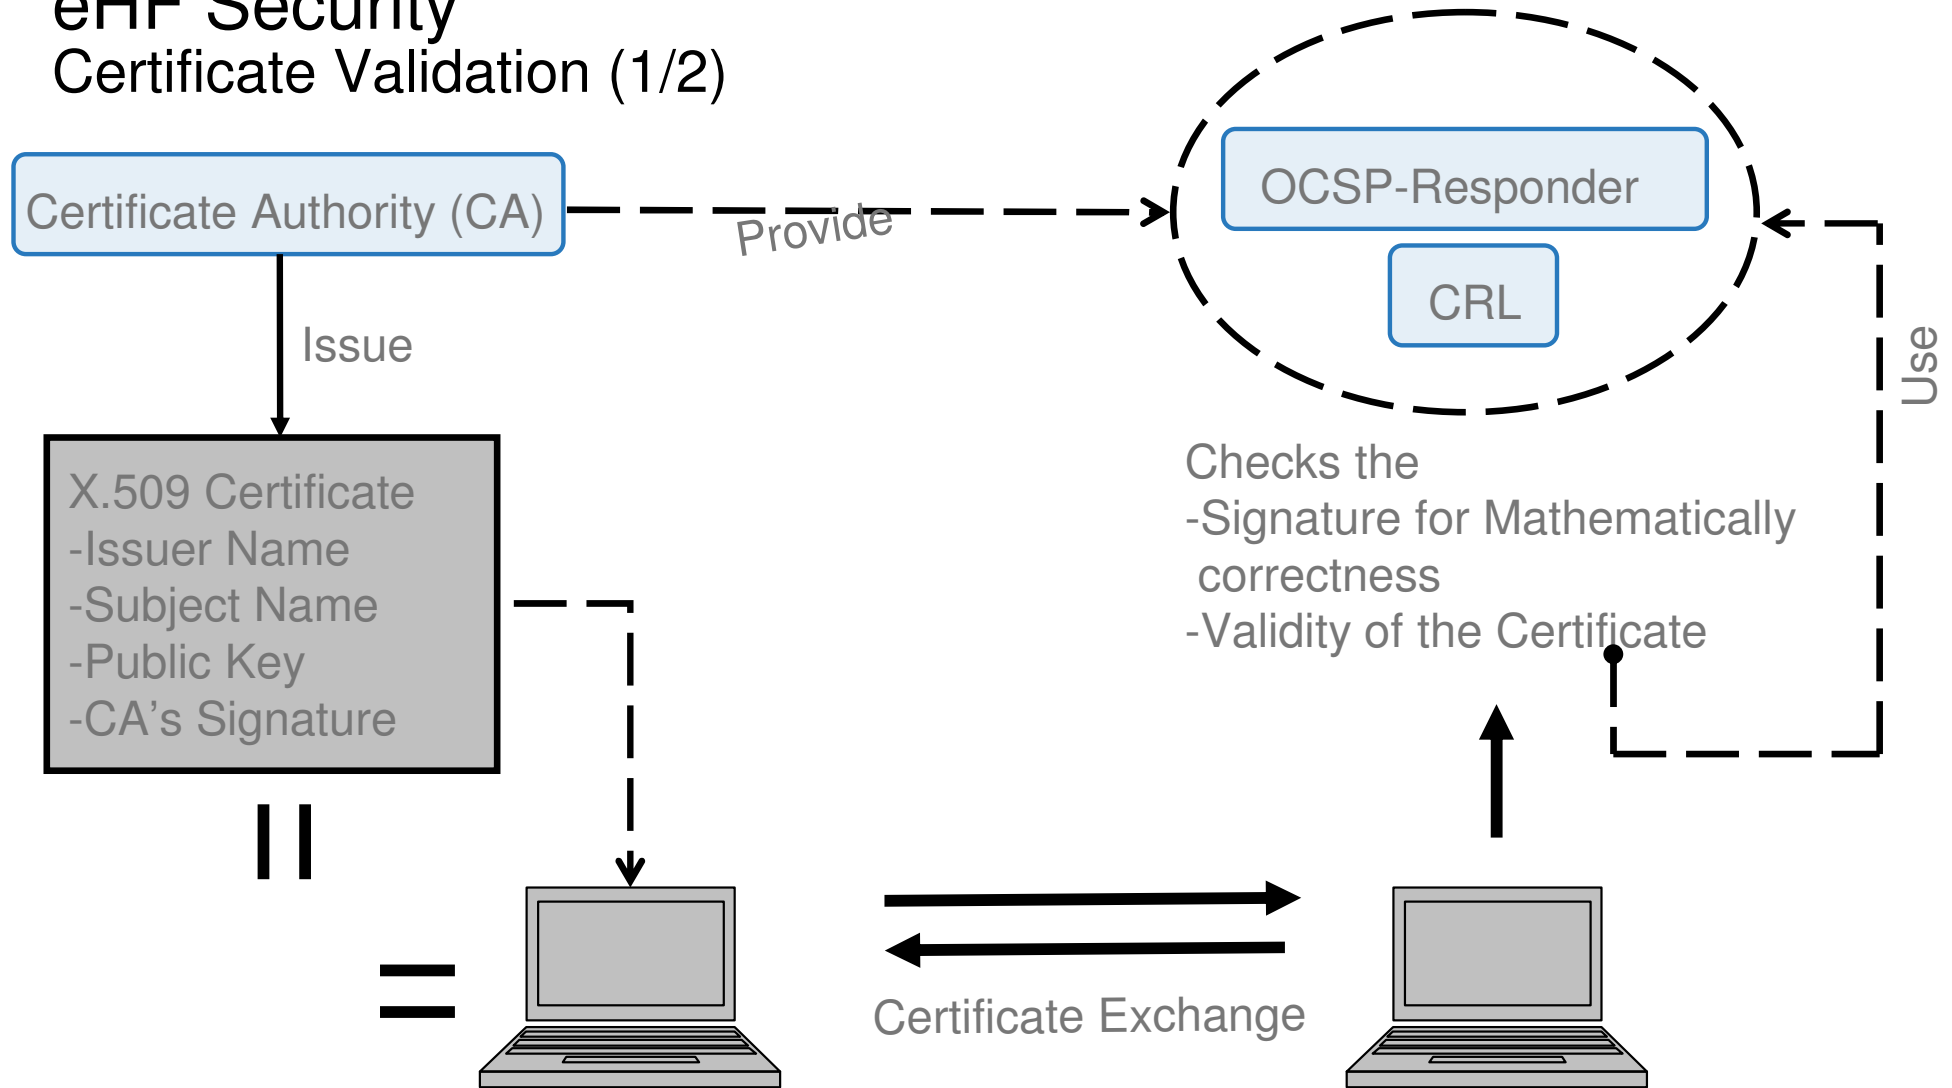 eHF Security
Certificate Validation (1/2)
Certificate Authority (CA)
Provide
OCSP-Responder
CRL
Issue
Use
X.509 Certificate
-Issuer Name
-Subject Name
-Public Key
-CA’s Signature
Checks the
-Signature for Mathematically
correctness
-Validity of the Certificate
Certificate Exchange